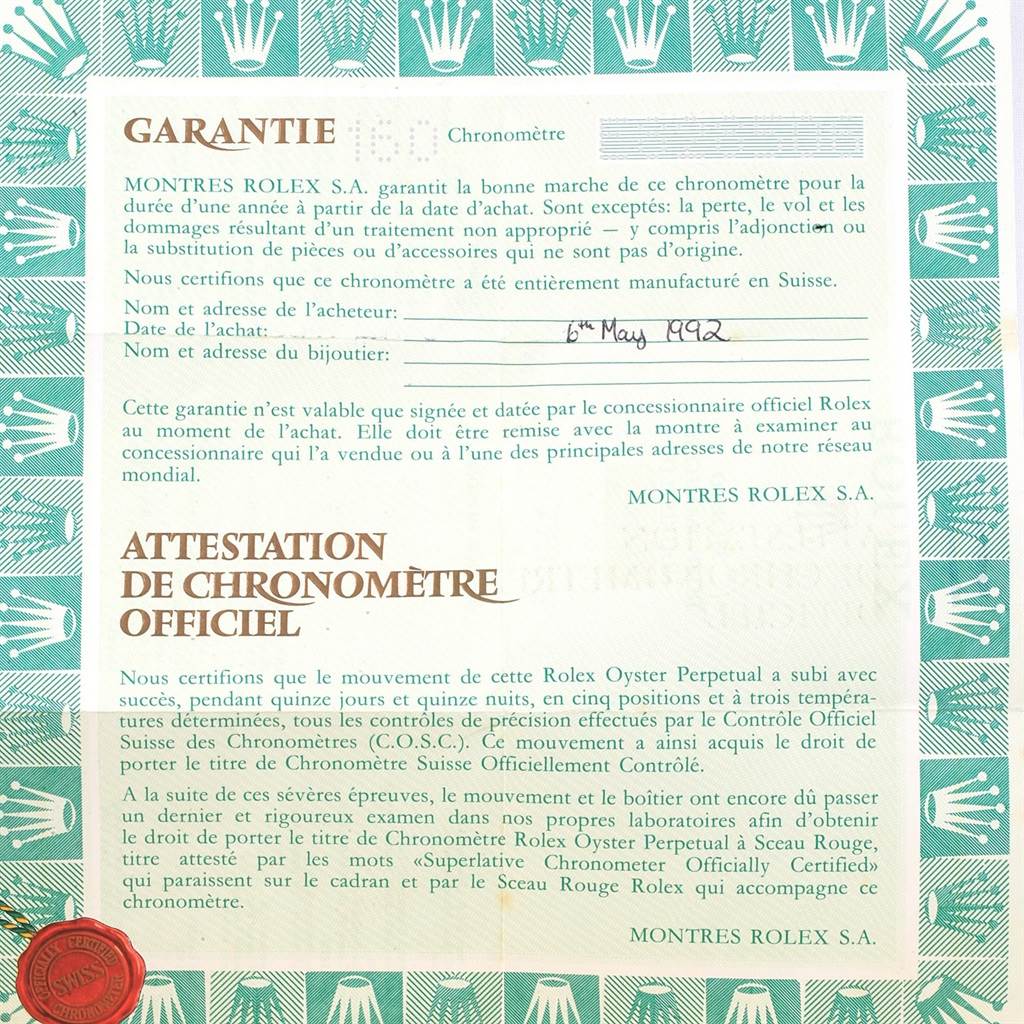 GARANTIE 160 Chronomètre
MONTRES ROLEX S.A. garantit la bonne marche de ce chronomètre pour la
durée d'une année à partir de la date d'achat. Sont exceptés: la perte, le vol et les
dommages résultant d'un traitement non approprié — y compris l'adjonction ou
la substitution de pièces ou d'accessoires qui ne sont pas d'origine.
Nous certifions que ce chronomètre a été entièrement manufacturé en Suisse.
Nom et adresse de l'acheteur:
Date de l'achat: 6th May 1992
Nom et adresse du bijoutier:
Cette garantie n'est valable que signée et datée par le concessionnaire officiel Rolex
au moment de l'achat. Elle doit être remise avec la montre à examiner au
concessionnaire qui l'a vendue ou à l'une des principales adresses de notre réseau
mondial.
MONTRES ROLEX S.A.
ATTESTATION
DE CHRONOMÈTRE
OFFICIEL
Nous certifions que le mouvement de cette Rolex Oyster Perpetual a subi avec
succès, pendant quinze jours et quinze nuits, en cinq positions et à trois tempéra-
tures déterminées, tous les contrôles de précision effectués par le Contrôle Officiel
Suisse des Chronomètres (C.O.S.C.). Ce mouvement a ainsi acquis le droit de
porter le titre de Chronomètre Suisse Officiellement Contrôlé.
A la suite de ces sévères épreuves, le mouvement et le boîtier ont encore dû passer
un dernier et rigoureux examen dans nos propres laboratoires afin d'obtenir
le droit de porter le titre de Chronomètre Rolex Oyster Perpetual à Sceau Rouge,
titre attesté par les mots «Superlative Chronometer Officially Certified»
qui paraissent sur le cadran et par le Sceau Rouge Rolex qui accompagne ce
chronomètre.
MONTRES ROLEX S.A.
OFFICIALLY CERTIFIED
SWISS
CHRONOMETER